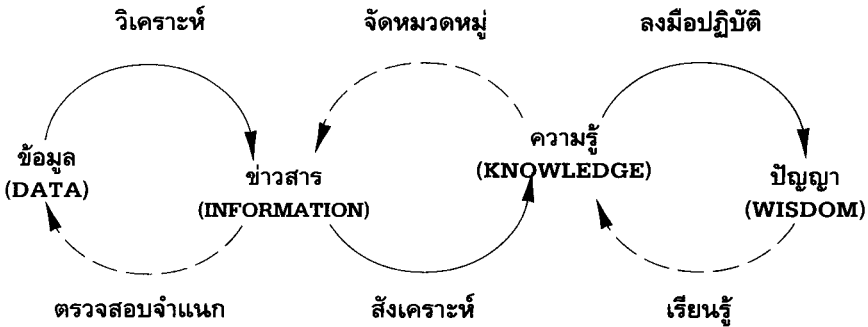 วิเคราะห์
จัดหมวดหมู่
ลงมือปฏิบัติ
ข้อมูล
(DATA)
ข่าวสาร
(INFORMATION)
ความรู้
(KNOWLEDGE)
ปัญญา
(WISDOM)
ตรวจสอบจำแนก
สังเคราะห์
เรียนรู้